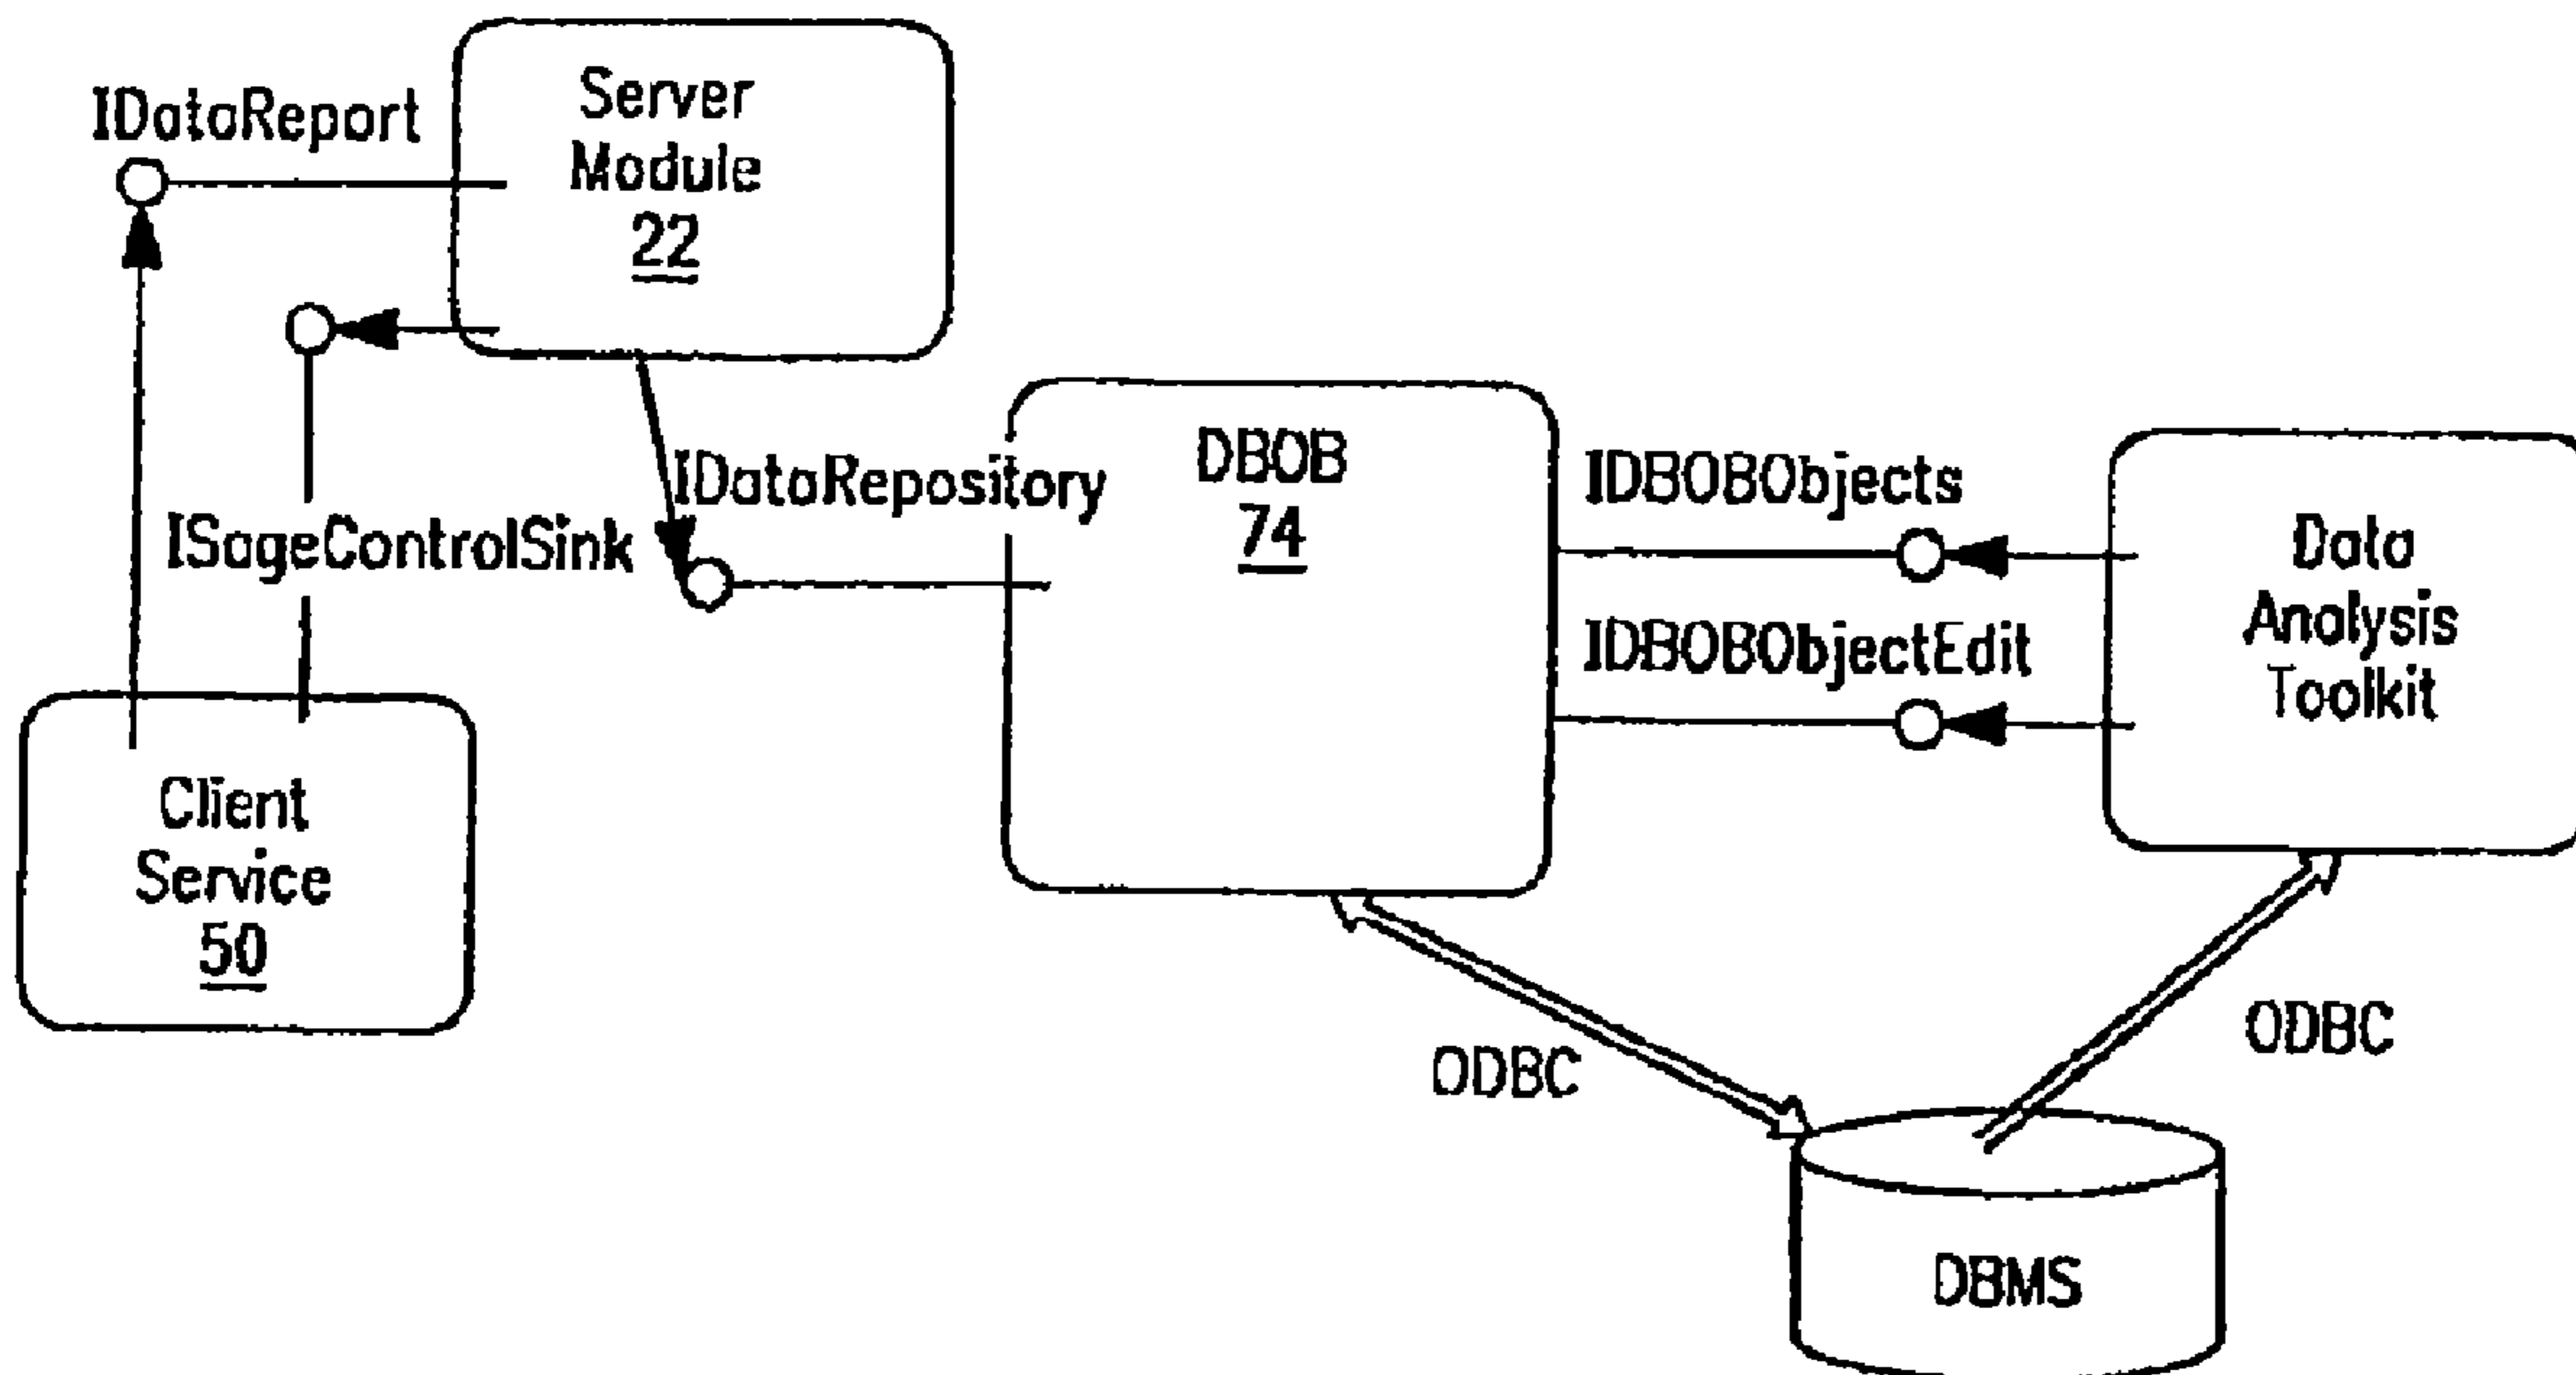 IDataReport
Server
Module
22
ISageControlSink
IDataRepository
DBOB
74
IDBOBObjects
IDBOBObjectEdit
Data
Analysis
Toolkit
Client
Service
50
ODBC
ODBC
DBMS